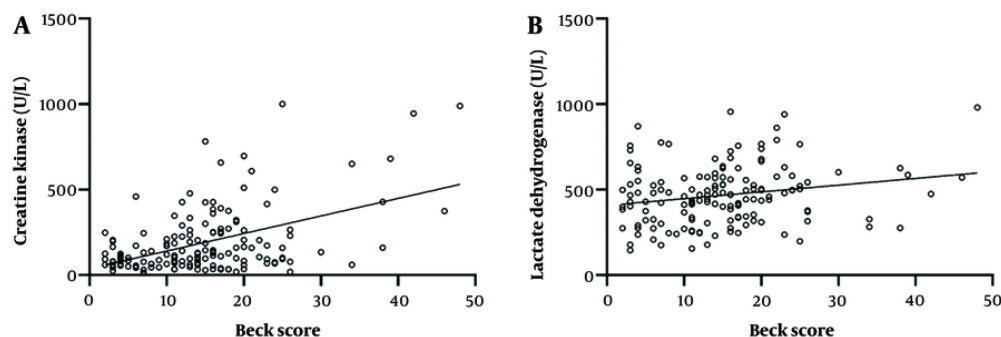 A
Creatine kinase (U/L)
1500
1000
500
0
0 10 20 30 40 50
Beck score
B
Lactate dehydrogenase (U/L)
1500
1000
500
0
0 10 20 30 40 50
Beck score